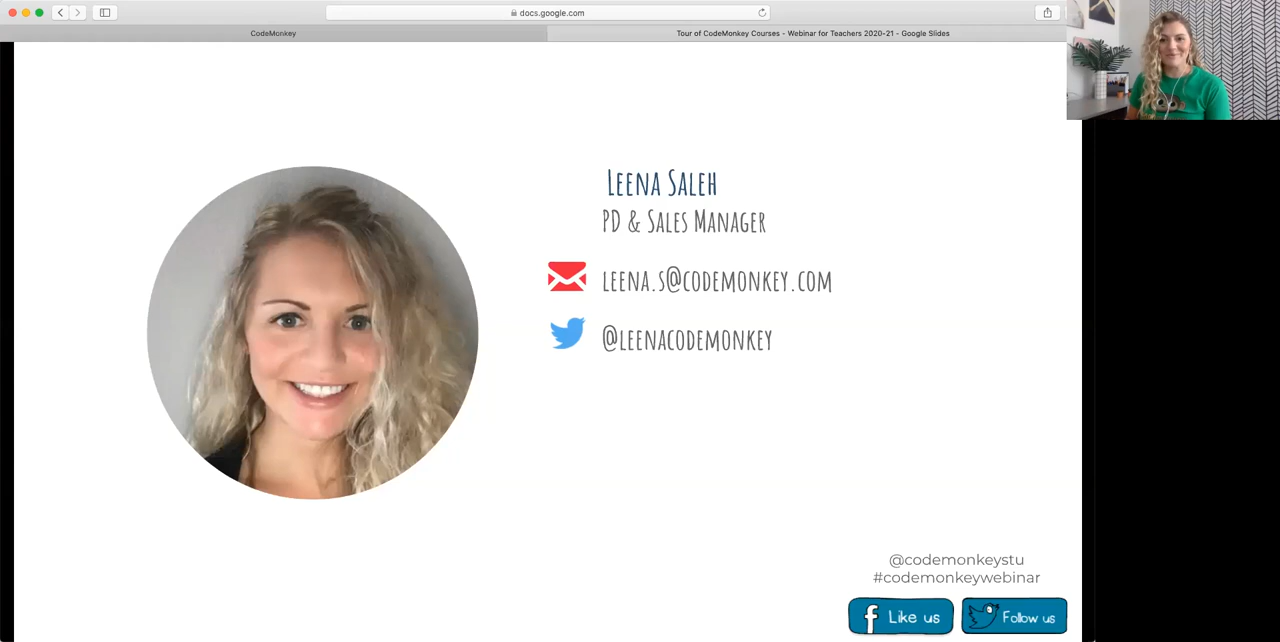 docs.google.com
CodeMonkey
Tour of CodeMonkey Courses - Webinar for Teachers 2020-21 - Google Slides
Leena Saleh
PD & Sales Manager
leena.s@codemonkey.com
@leenacodemonkey
@codemonkeystu
#codemonkeywebinar
Like us
Follow us